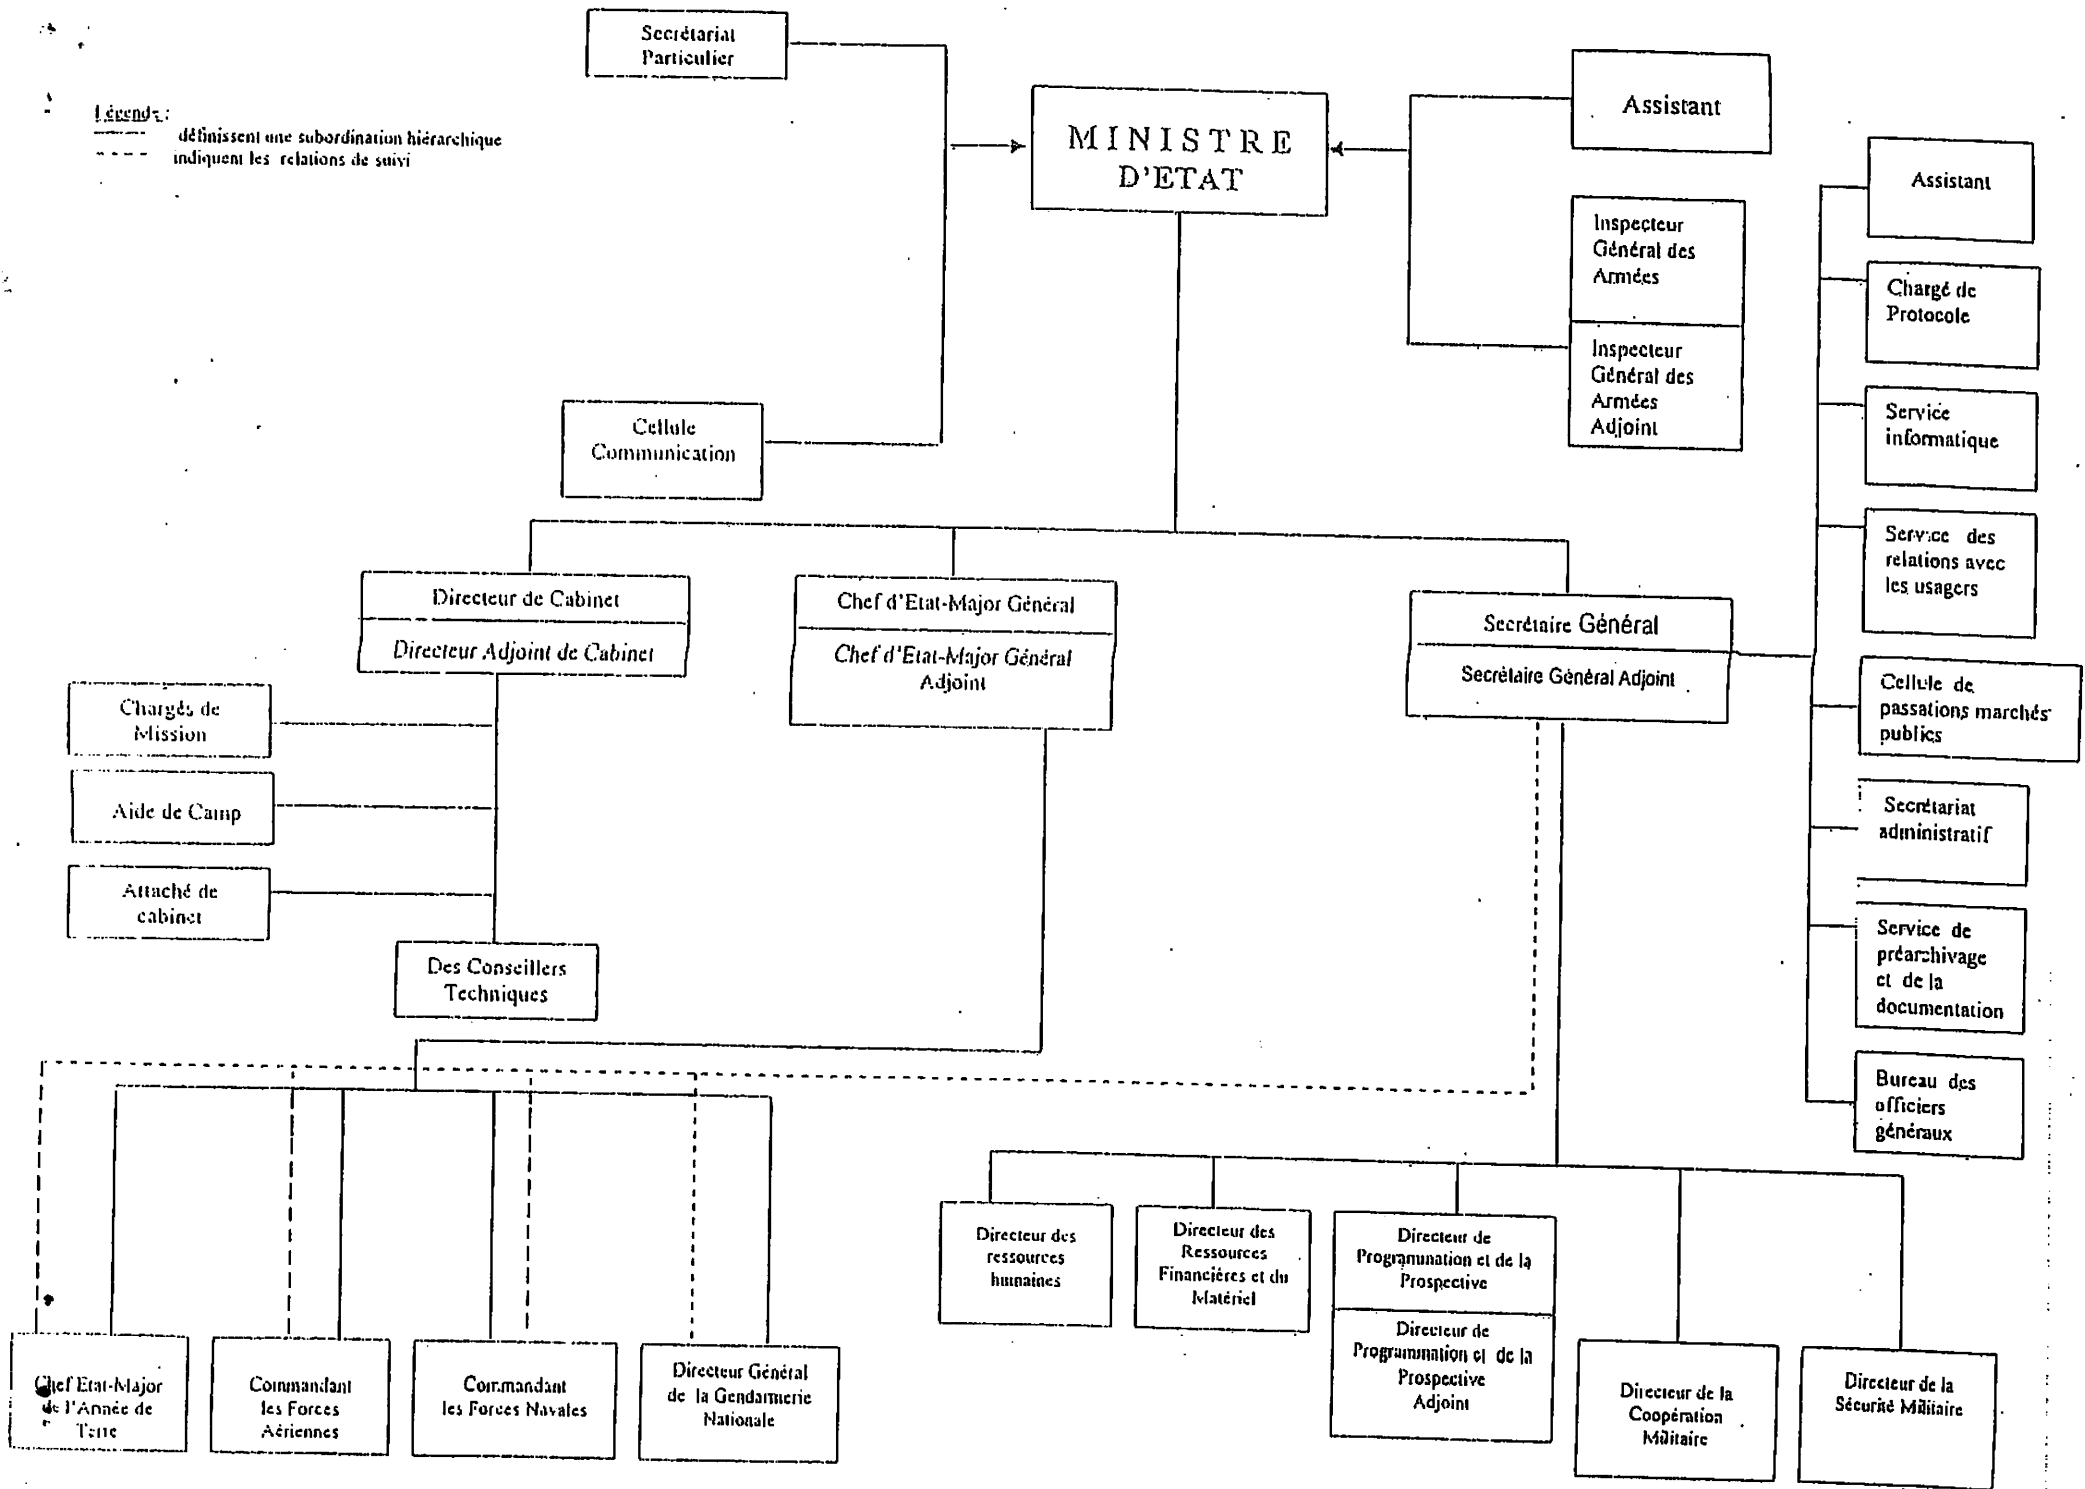 Secrétariat
Particulier
Légende :
définissent une subordination hiérarchique
indiquent les relations de suivi
MINISTRE
D'ETAT
Assistant
Inspecteur
Général des
Armées
Inspecteur
Général des
Armées
Adjoint
Assistant
Chargé de
Protocole
Service
informatique
Service des
relations avec
les usagers
Cellule de
passations marchés
publics
Secrétariat
administratif
Service de
préarchivage
et de la
documentation
Bureau des
officiers
généraux
Cellule
Communication
Directeur de Cabinet
Directeur Adjoint de Cabinet
Chef d'Etat-Major Général
Chef d'Etat-Major Général
Adjoint
Secrétaire Général
Secrétaire Général Adjoint
Chargés de
Mission
Aide de Camp
Attaché de
cabinet
Des Conseillers
Techniques
Chef Etat-Major
de l'Armée de
Terre
Commandant
les Forces
Aériennes
Commandant
les Forces Navales
Directeur Général
de la Gendarmerie
Nationale
Directeur des
ressources
humaines
Directeur des
Ressources
Financières et du
Matériel
Directeur de
Programmation et de la
Prospective
Directeur de
Programmation et de la
Prospective
Adjoint
Directeur de la
Coopération
Militaire
Directeur de la
Sécurité Militaire